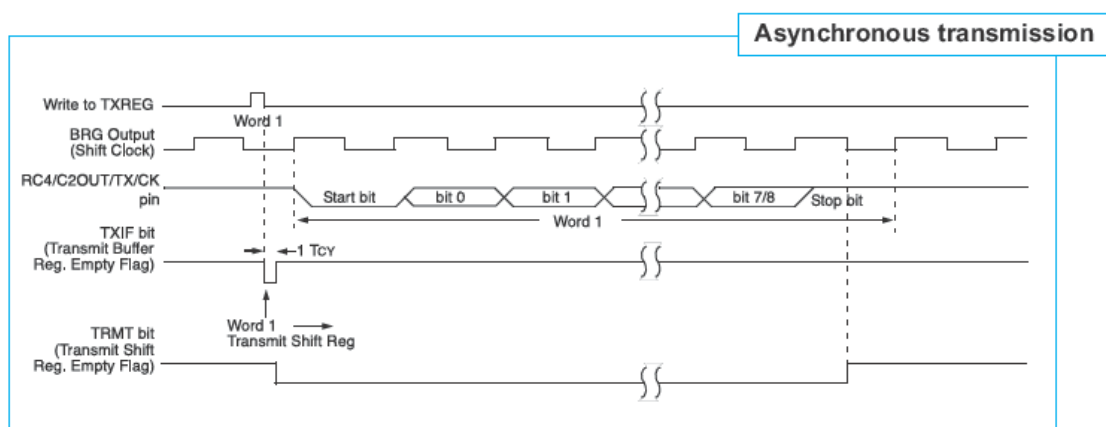 Asynchronous transmission
Write to TXREG
Word 1
BRG Output
(Shift Clock)
RC4/C2OUT/TX/CK
pin
Start bit
bit 0
bit 1
bit 7/8
Stop bit
Word 1
TXIF bit
(Transmit Buffer
Reg. Empty Flag)
1 TCY
Word 1
Transmit Shift Reg
TRMT bit
(Transmit Shift
Reg. Empty Flag)